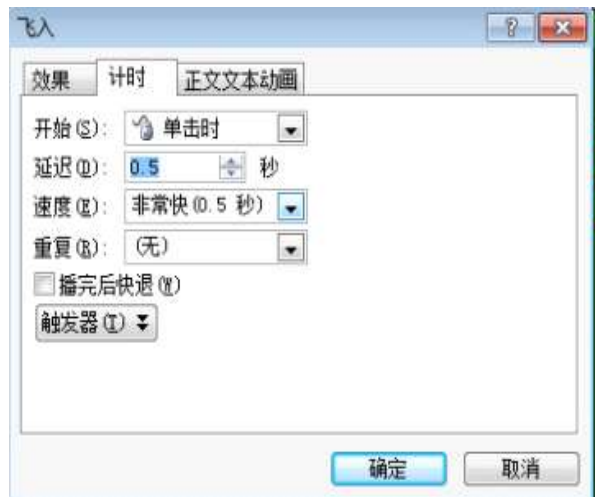 飞入
效果 计时 正文文本动画
开始(S): 单击时
延迟(D): 0.5 秒
速度(E): 非常快(0.5 秒)
重复(R): (无)
播完后快退(W)
触发器(T)
确定 取消